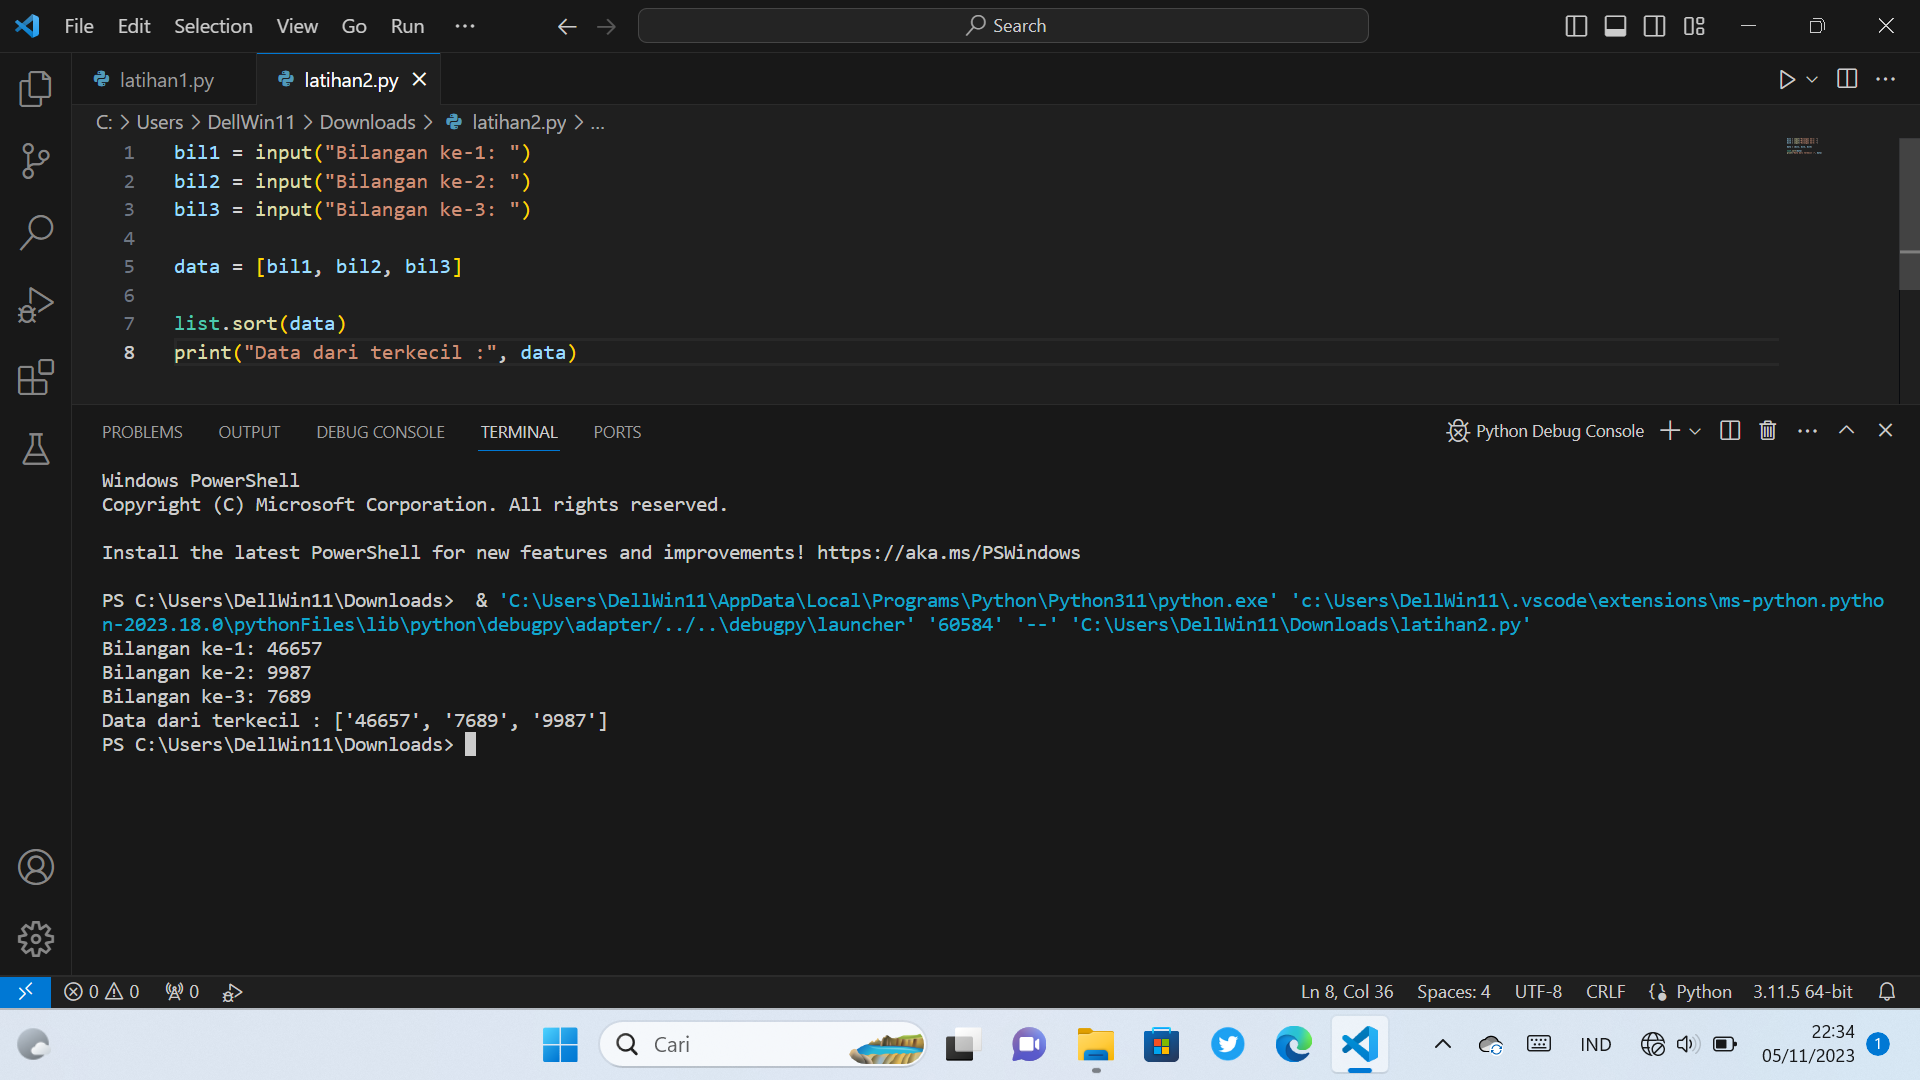 File Edit Selection View Go Run ··· Search
latihan1.py latihan2.py
C: > Users > DellWin11 > Downloads > latihan2.py > ...
1 bil1 = input("Bilangan ke-1: ")
2 bil2 = input("Bilangan ke-2: ")
3 bil3 = input("Bilangan ke-3: ")
4
5 data = [bil1, bil2, bil3]
6
7 list.sort(data)
8 print("Data dari terkecil :", data)
PROBLEMS OUTPUT DEBUG CONSOLE TERMINAL PORTS Python Debug Console
Windows PowerShell
Copyright (C) Microsoft Corporation. All rights reserved.
Install the latest PowerShell for new features and improvements! https://aka.ms/PSWindows
PS C:\Users\DellWin11\Downloads>  & 'C:\Users\DellWin11\AppData\Local\Programs\Python\Python311\python.exe' 'c:\Users\DellWin11\.vscode\extensions\ms-python.pytho
n-2023.18.0\pythonFiles\lib\python\debugpy\adapter/../..\debugpy\launcher' '60584' '--' 'C:\Users\DellWin11\Downloads\latihan2.py'
Bilangan ke-1: 46657
Bilangan ke-2: 9987
Bilangan ke-3: 7689
Data dari terkecil : ['46657', '7689', '9987']
PS C:\Users\DellWin11\Downloads>
0 0 0 Ln 8, Col 36 Spaces: 4 UTF-8 CRLF Python 3.11.5 64-bit
Cari IND 22:34
05/11/2023 1